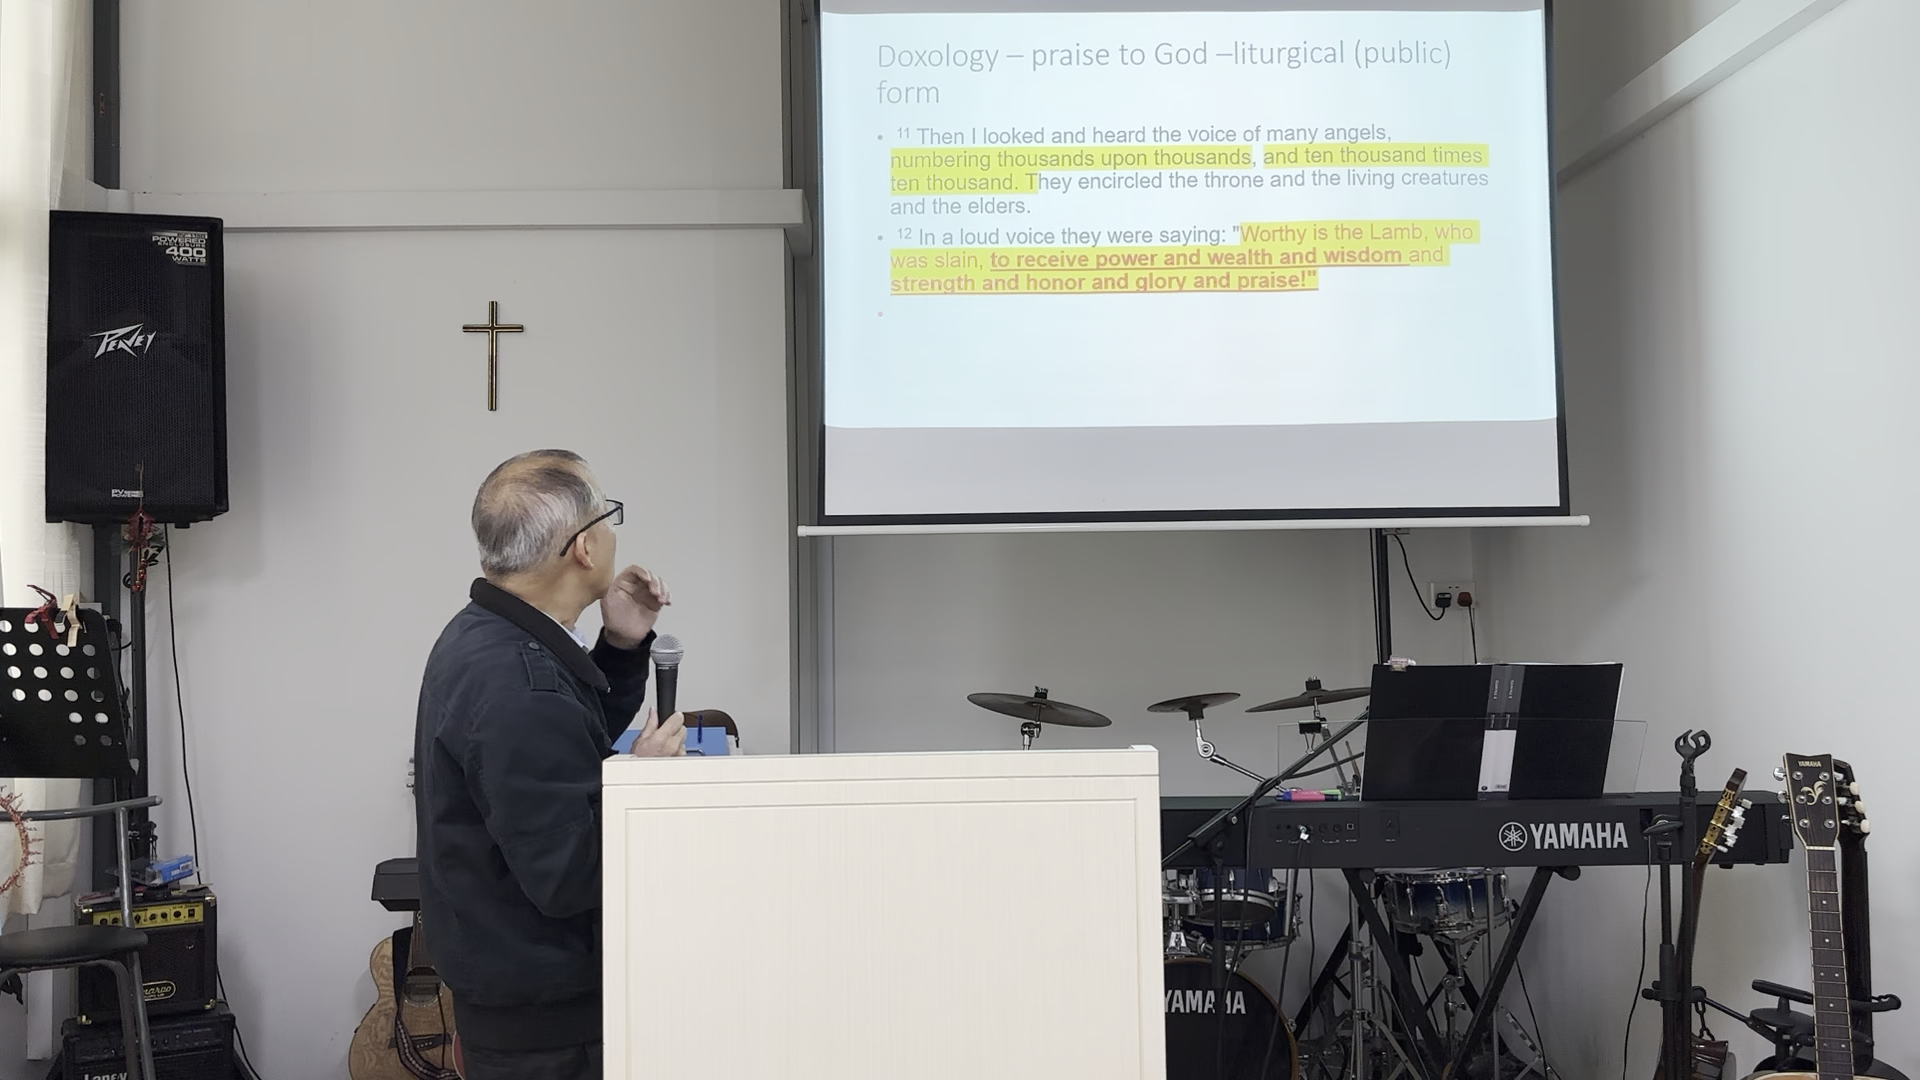 Doxology – praise to God –liturgical (public)
form
• 11 Then I looked and heard the voice of many angels,
numbering thousands upon thousands, and ten thousand times
ten thousand. They encircled the throne and the living creatures
and the elders.
• 12 In a loud voice they were saying: "Worthy is the Lamb, who
was slain, to receive power and wealth and wisdom and
strength and honor and glory and praise!"
•
POWERED
ENCLOSURE
400
WATTS
PEAVEY
YAMAHA
YAMAHA
YAMAHA
Laney